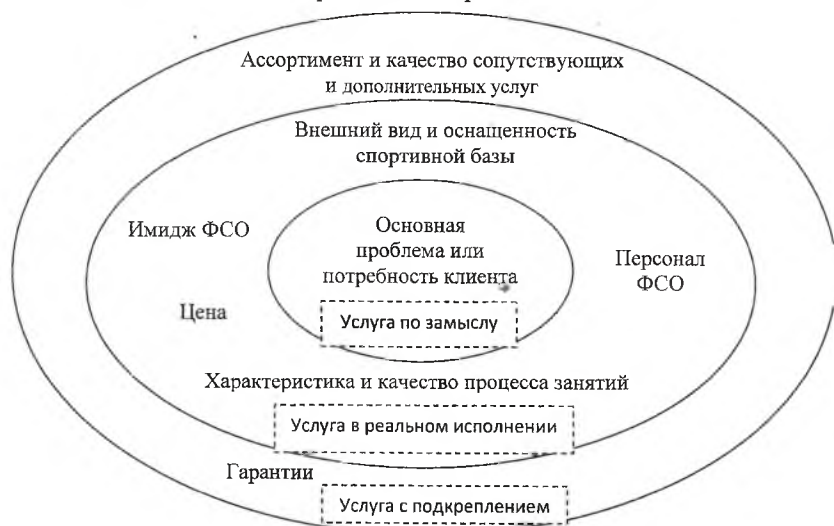 Ассортимент и качество сопутствующих
и дополнительных услуг
Внешний вид и оснащенность
спортивной базы
Имидж ФСО
Основная
проблема или
потребность клиента
Персонал
ФСО
Цена
Услуга по замыслу
Характеристика и качество процесса занятий
Услуга в реальном исполнении
Гарантии
Услуга с подкреплением